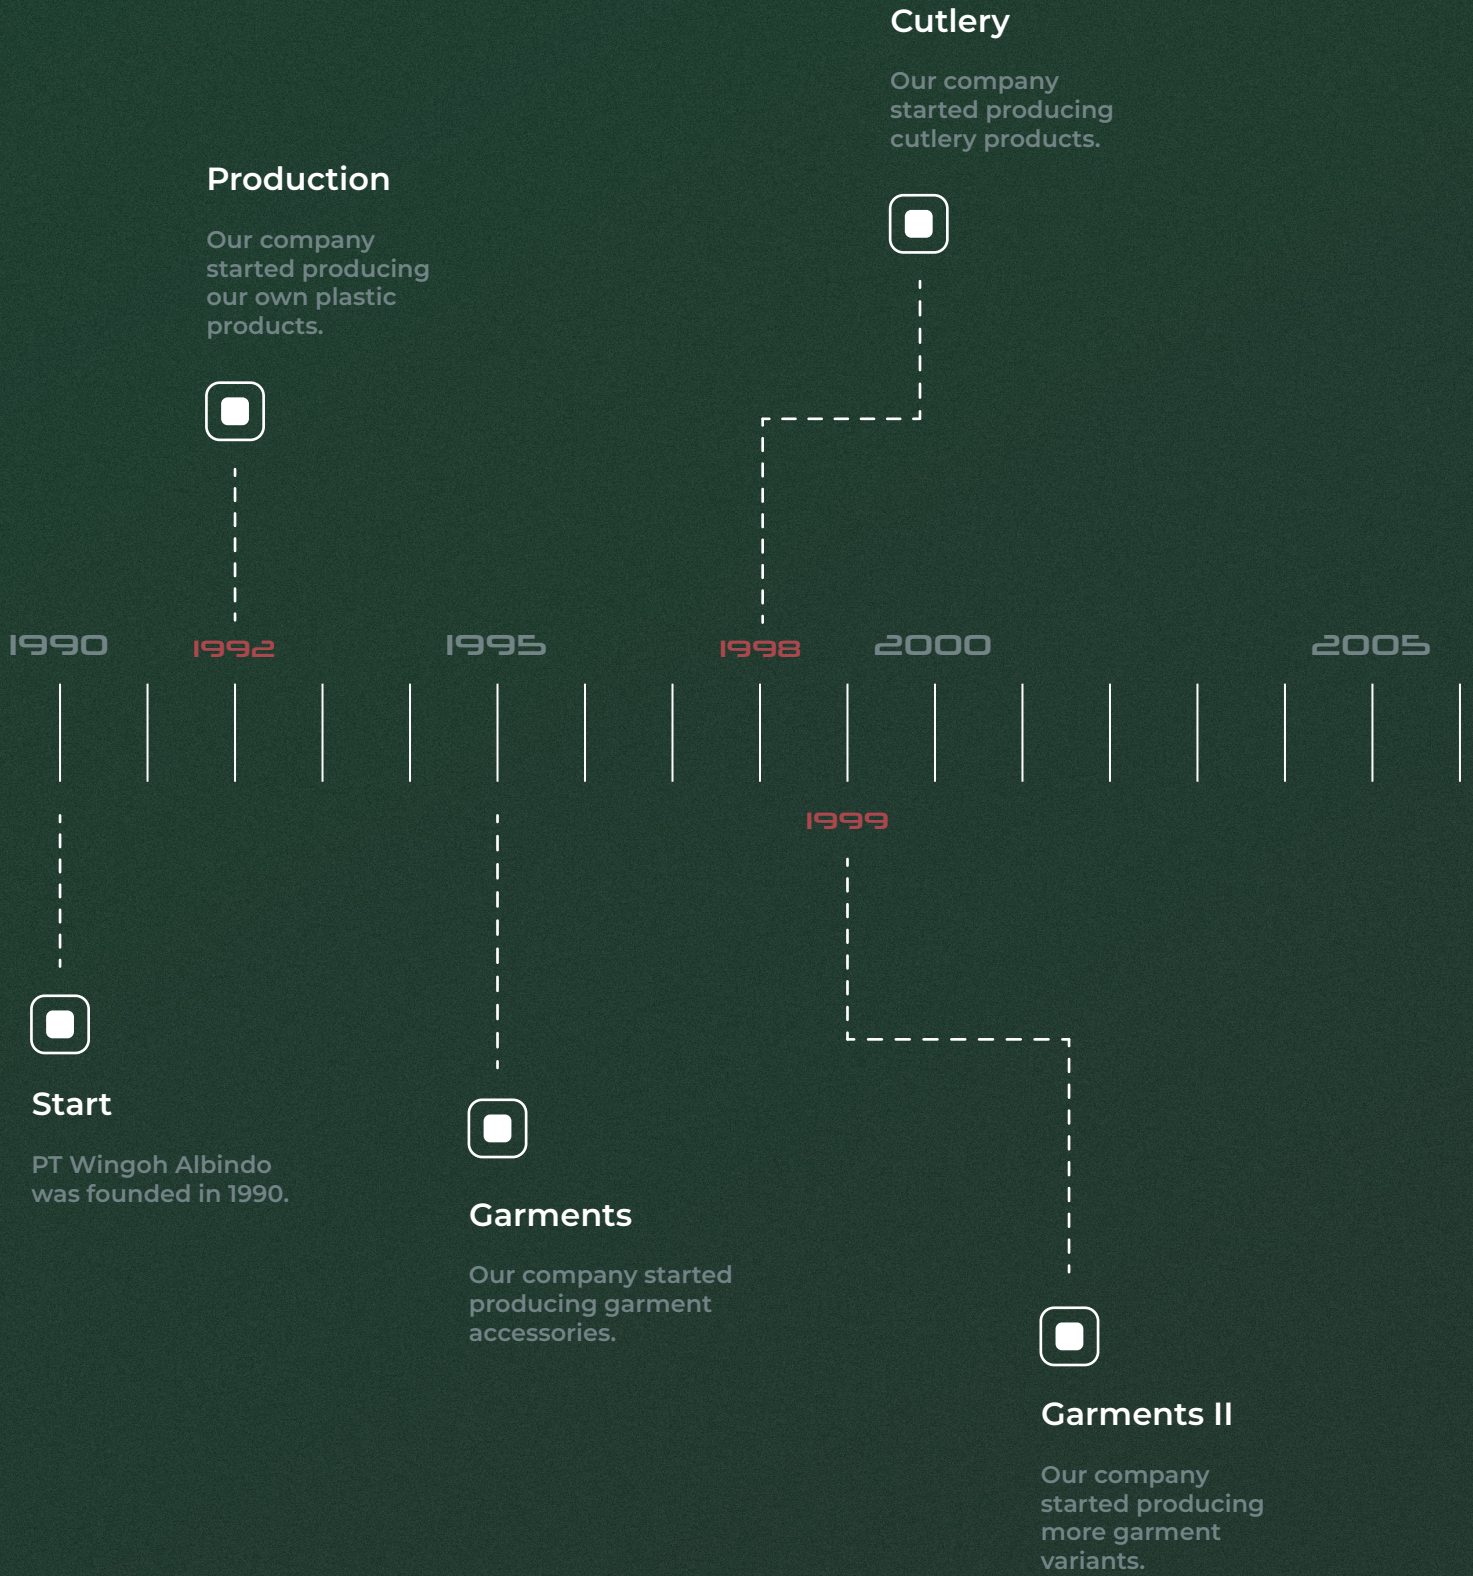 Cutlery
Our company
started producing
cutlery products.
Production
Our company
started producing
our own plastic
products.
1990
1992
1995
1998
2000
2005
1999
Start
PT Wingoh Albindo
was founded in 1990.
Garments
Our company started
producing garment
accessories.
Garments II
Our company
started producing
more garment
variants.